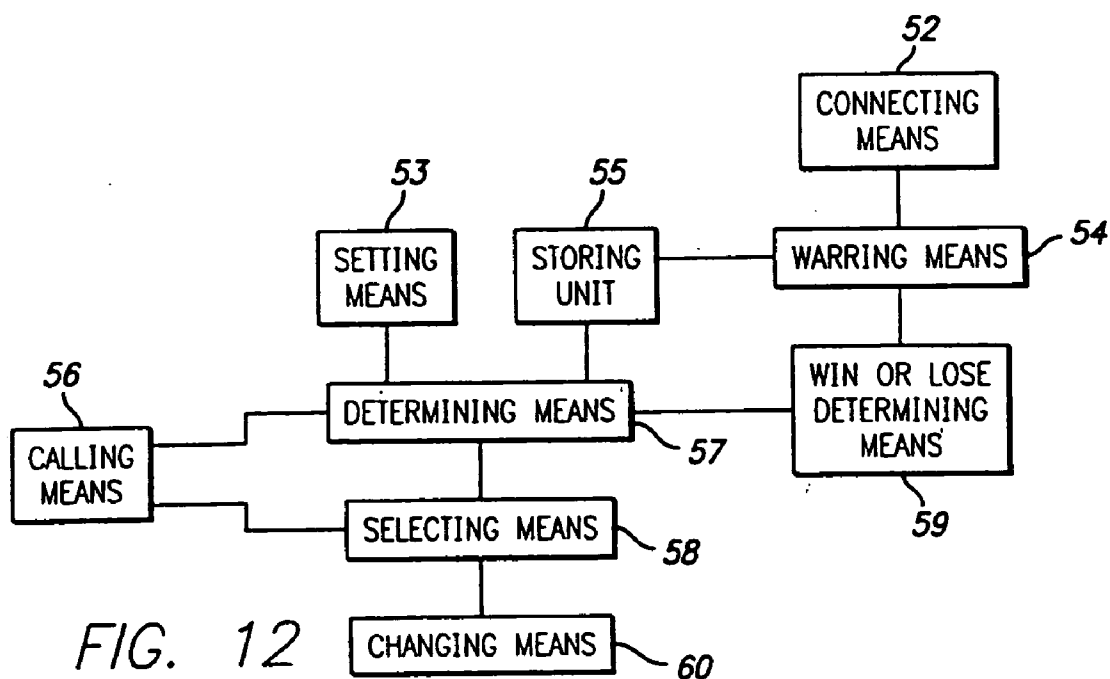 52
CONNECTING
MEANS
53
SETTING
MEANS
55
STORING
UNIT
WARRING MEANS
54
56
CALLING
MEANS
DETERMINING MEANS
57
WIN OR LOSE
DETERMINING
MEANS
59
SELECTING MEANS
58
CHANGING MEANS
60
FIG. 12